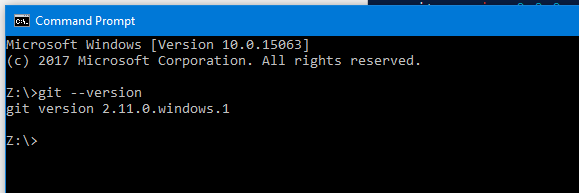 Command Prompt
Microsoft Windows [Version 10.0.15063]
(c) 2017 Microsoft Corporation. All rights reserved.
Z:\>git --version
git version 2.11.0.windows.1
Z:\>